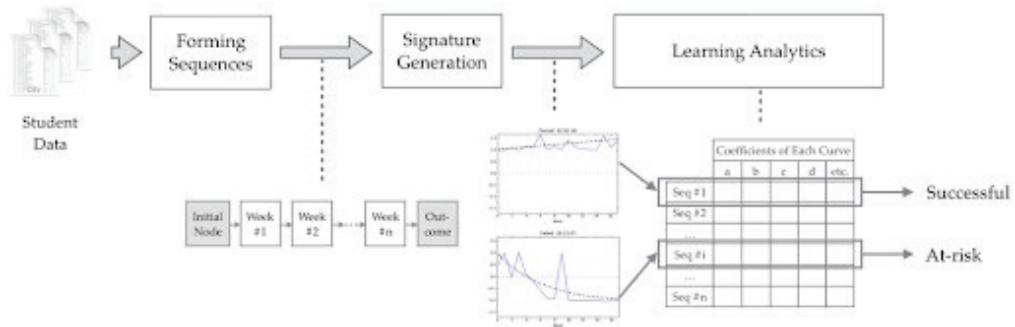 Student
Data
Forming
Sequences
Signature
Generation
Learning Analytics
Initial
Node
Week
#1
Week
#2
Week
#n
Out-
come
Coefficients of Each Curve
a b c d etc.
Seq #1
Seq #2
...
Seq #i
...
Seq #n
Successful
At-risk